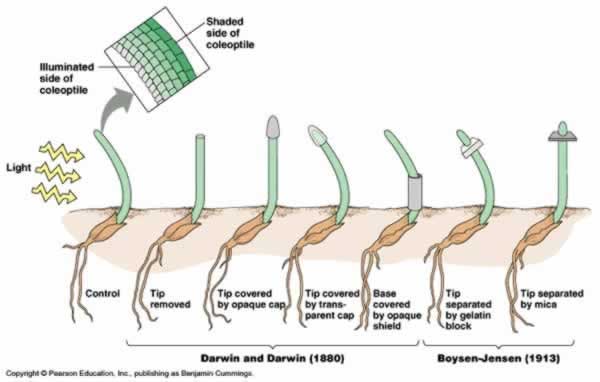 Shaded
side of
coleoptile
Illuminated
side of
coleoptile
Light
Control
Tip
removed
Tip covered
by opaque cap
Tip covered
by trans-
parent cap
Base
covered
by opaque
shield
Tip
separated
by gelatin
block
Tip separated
by mica
Darwin and Darwin (1880)
Boysen-Jensen (1913)
Copyright © Pearson Education, Inc., publishing as Benjamin Cummings.